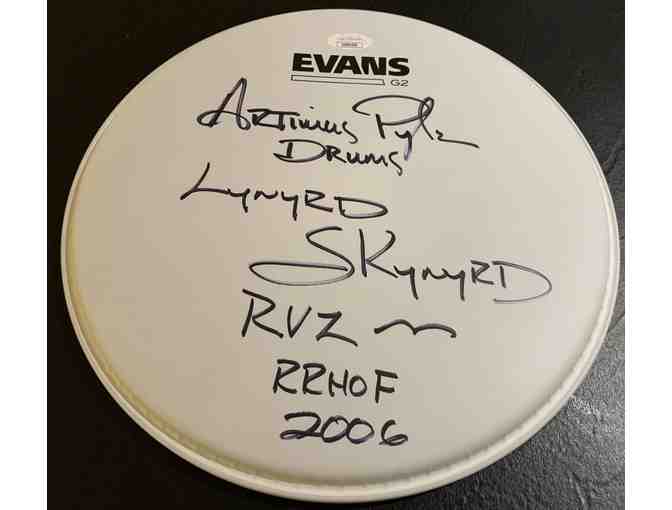 EVANS
G2
ARTIMUS Pyle
DRUMS
LYNYRD
SKYNYRD
RVZ
RRHOF
2006